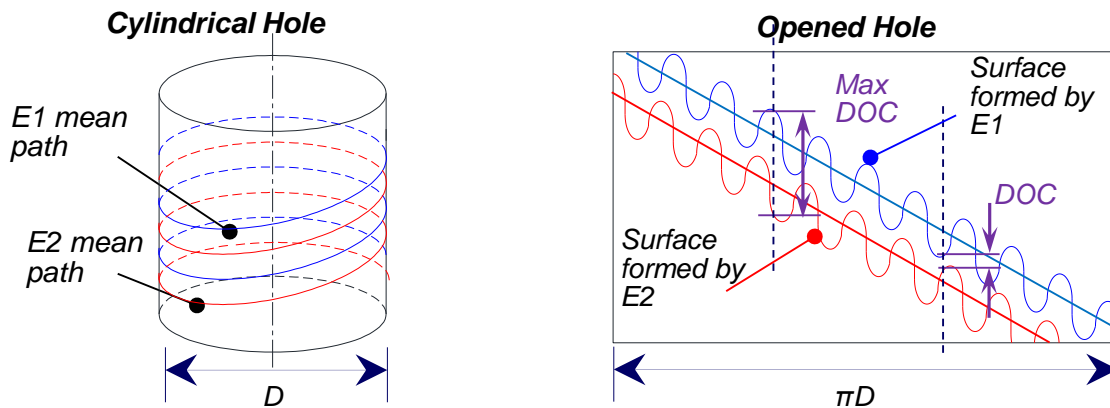 Cylindrical Hole
E1 mean
path
E2 mean
path
D
Opened Hole
Max
DOC
Surface
formed by
E1
DOC
Surface
formed by
E2
πD